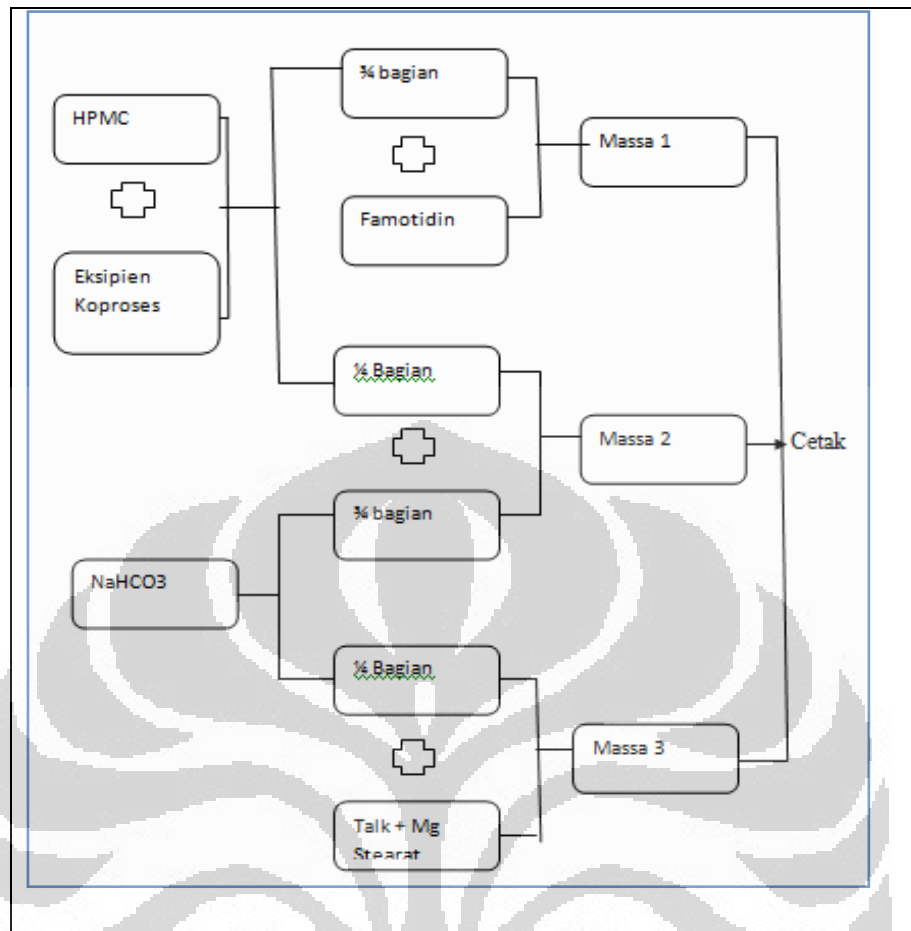 HPMC
Eksipien
Koproses
¾ bagian
Famotidin
Massa 1
¼ Bagian
¾ bagian
Massa 2
Cetak
NaHCO3
¼ Bagian
Talk + Mg
Stearat
Massa 3